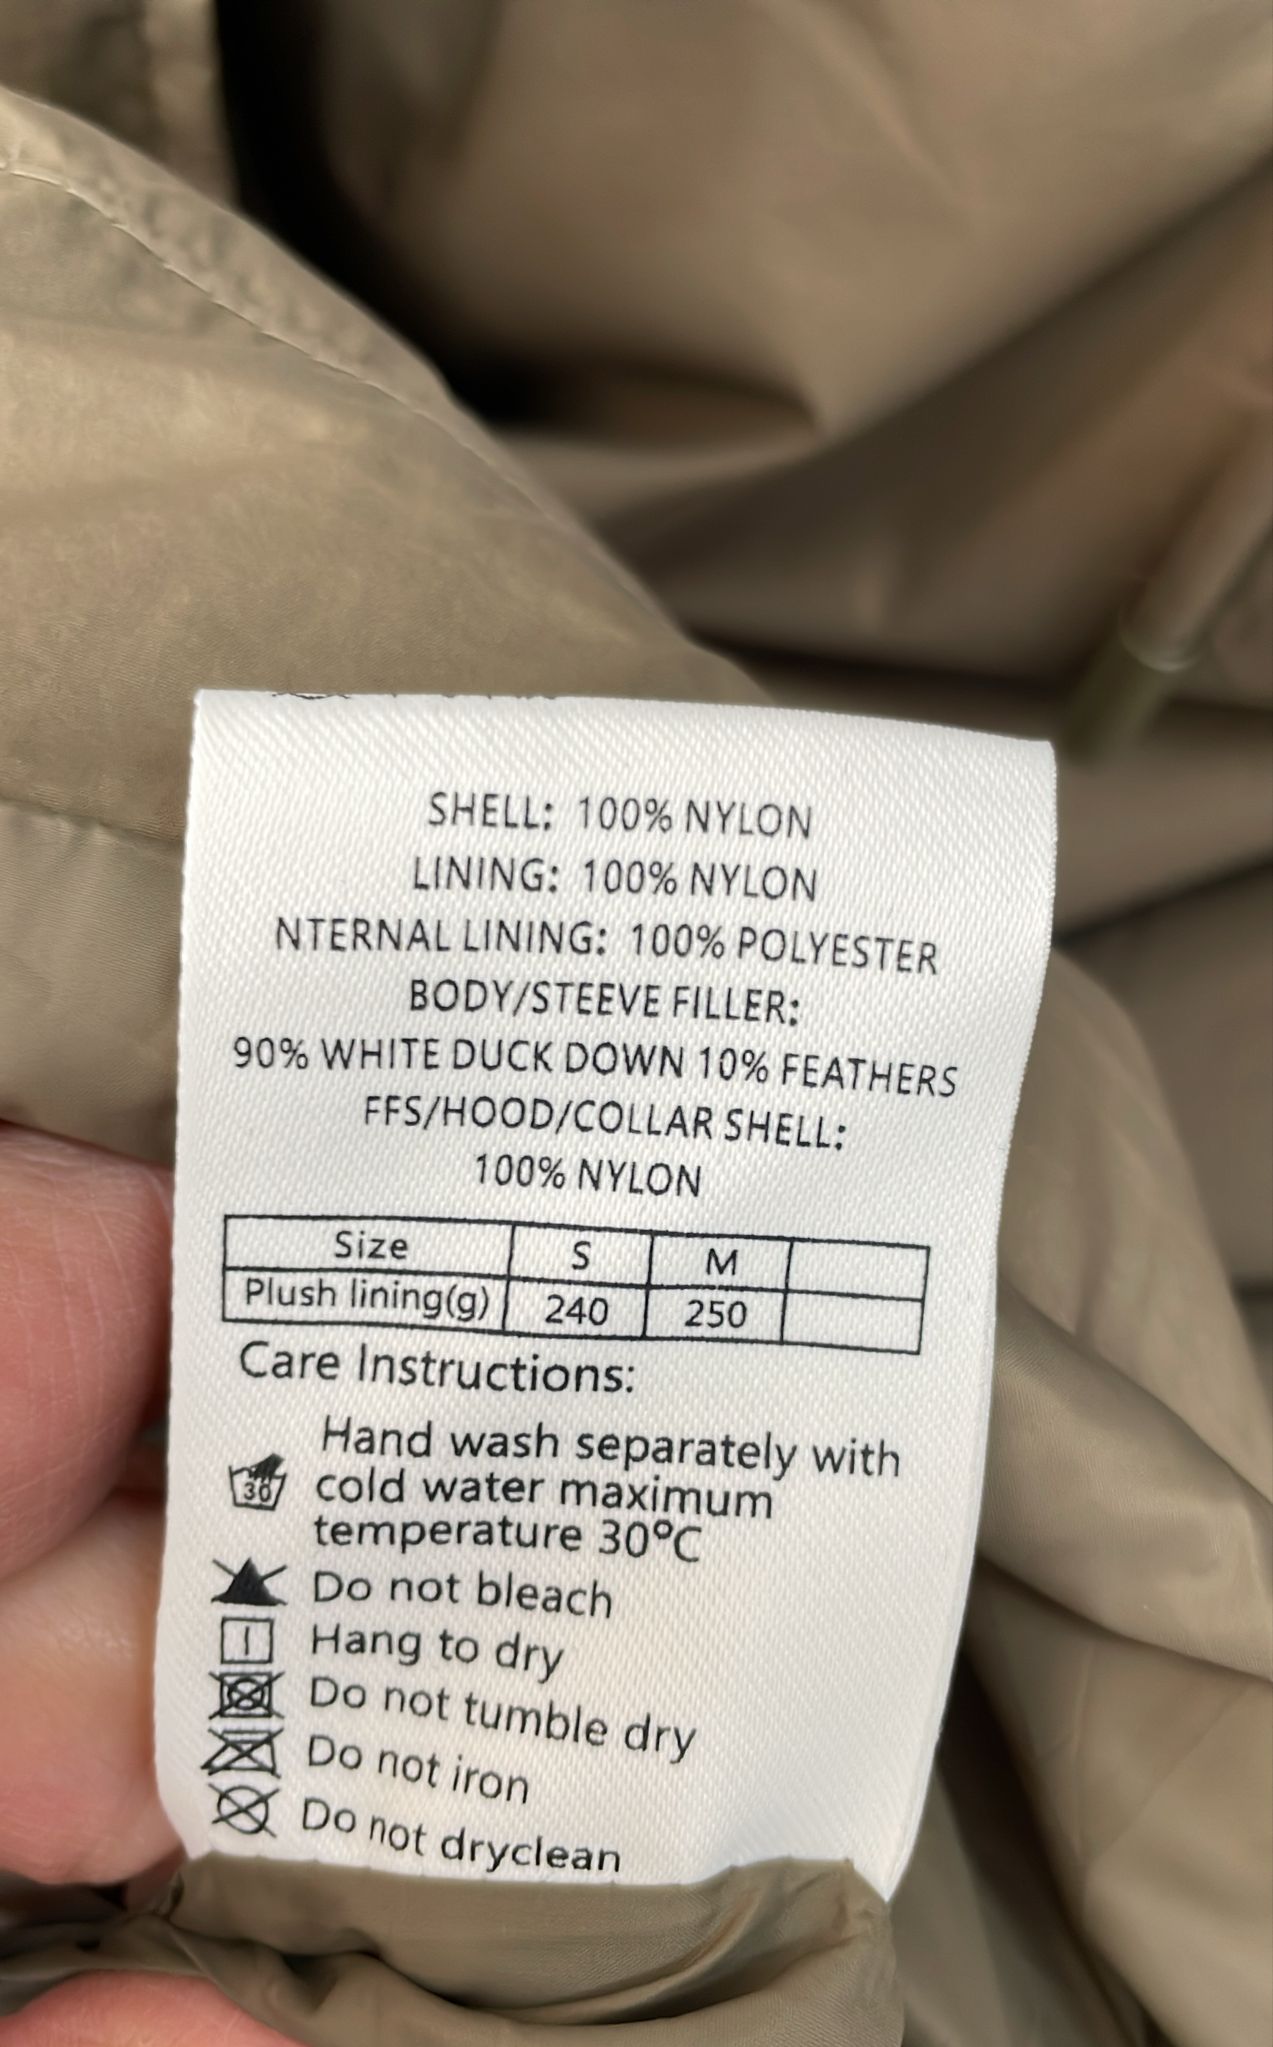 SHELL: 100% NYLON
LINING: 100% NYLON
NTERNAL LINING: 100% POLYESTER
BODY/STEEVE FILLER:
90% WHITE DUCK DOWN 10% FEATHERS
FFS/HOOD/COLLAR SHELL:
100% NYLON
Size S M
Plush lining(g) 240 250
Care Instructions:
Hand wash separately with
30 cold water maximum
temperature 30°C
Do not bleach
Hang to dry
Do not tumble dry
Do not iron
Do not dryclean